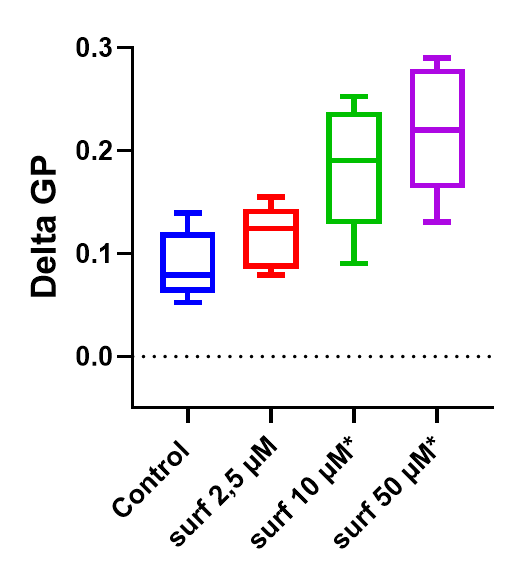 Delta GP
0.3
0.2
0.1
0.0
Control
surf 2,5 µM
surf 10 µM*
surf 50 µM*